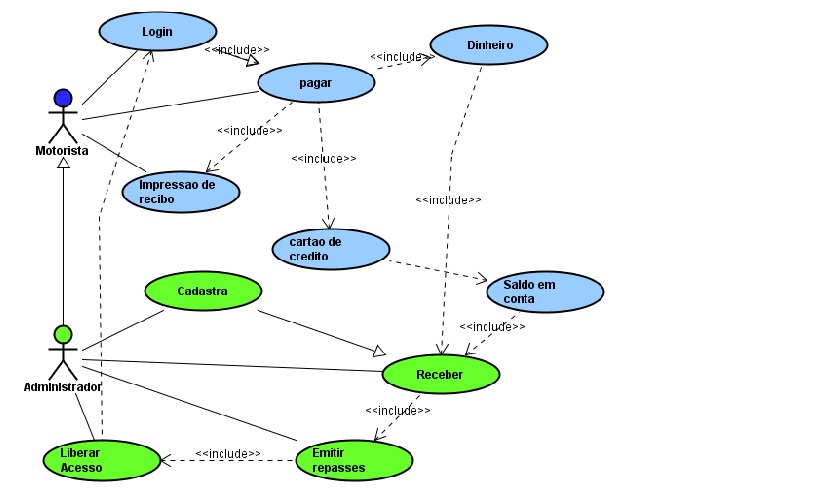 Login
<<include>>
Dinheiro
<<include>>
pagar
<<include>>
Motorista
<<include>>
Impressao de
recibo
<<include>>
cartao de
credito
Saldo em
conta
Cadastra
<<include>>
Receber
Administrador
<<include>>
Liberar
Acesso
<<include>>
Emitir
repasses